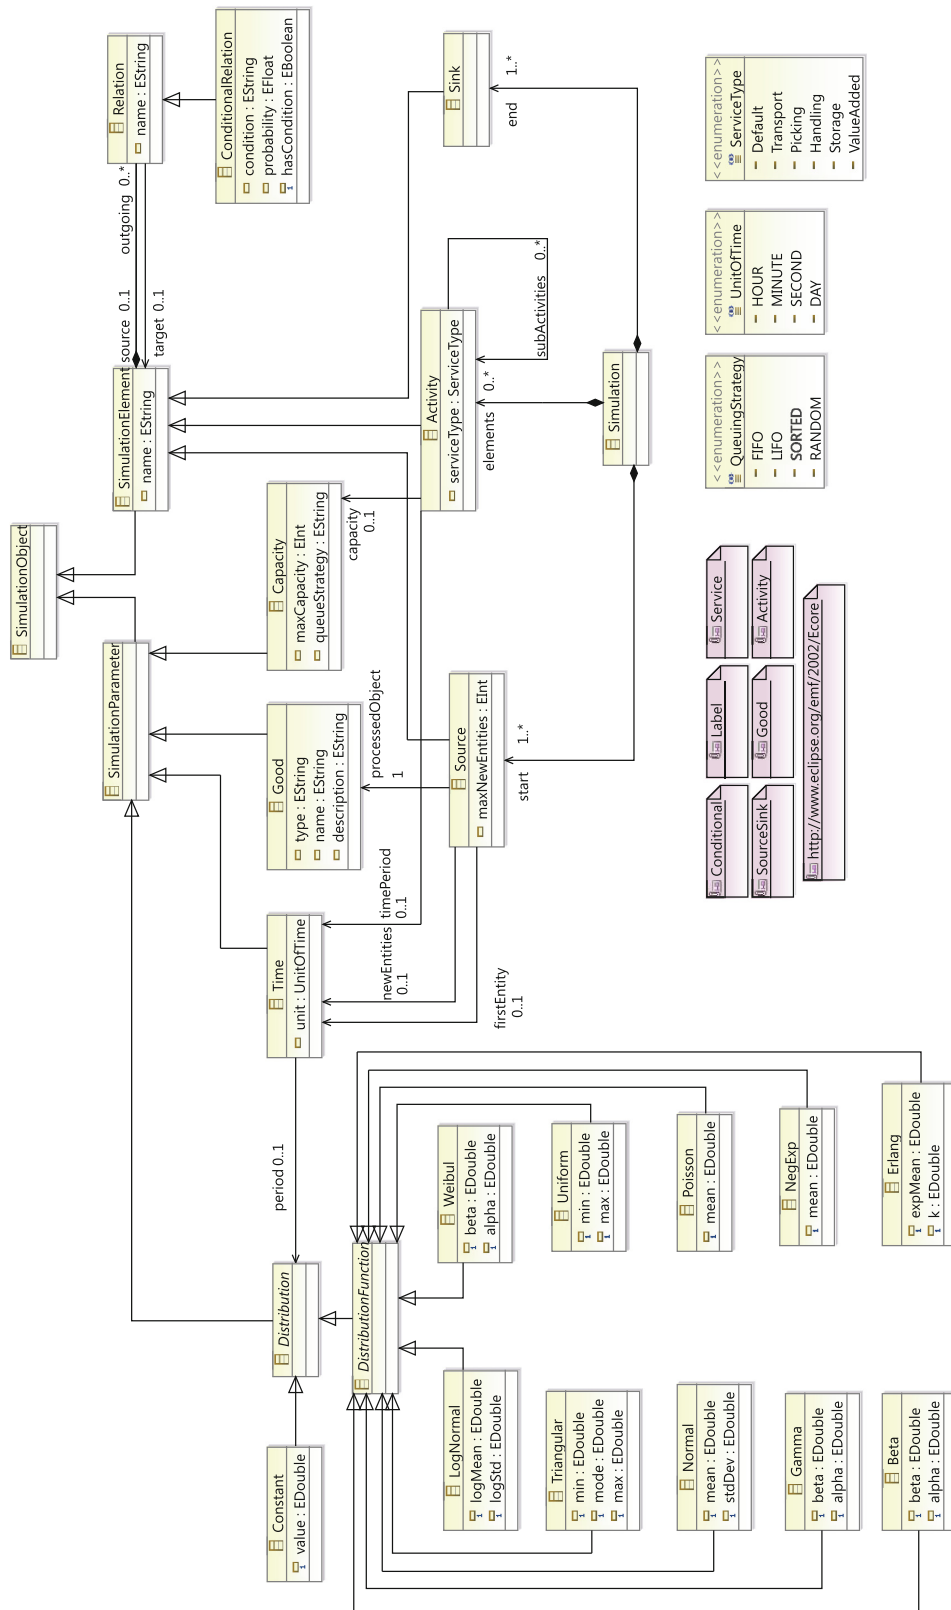 SimulationObject
SimulationParameter
SimulationElement
name : EString
source 0..1
outgoing 0..*
target 0..1
Relation
name : EString
ConditionalRelation
condition : EString
probability : EFloat
hasCondition : EBoolean
Constant
value : EDouble
Distribution
period 0..1
Time
unit : UnitOfTime
Good
type : EString
name : EString
description : EString
Capacity
maxCapacity : EInt
queueStrategy : EString
newEntities
0..1
timePeriod
0..1
processedObject
1
capacity
0..1
firstEntity
0..1
Source
maxNewEntities : EInt
Activity
serviceType : ServiceType
subActivities 0..*
Sink
start 1..*
elements 0..*
end 1..*
Simulation
DistributionFunction
LogNormal
logMean : EDouble
logStd : EDouble
Weibul
beta : EDouble
alpha : EDouble
Triangular
min : EDouble
mode : EDouble
max : EDouble
Uniform
min : EDouble
max : EDouble
Normal
mean : EDouble
stdDev : EDouble
Poisson
mean : EDouble
Gamma
beta : EDouble
alpha : EDouble
NegExp
mean : EDouble
Beta
beta : EDouble
alpha : EDouble
Erlang
expMean : EDouble
k : EDouble
Conditional
Label
Service
SourceSink
Good
Activity
http://www.eclipse.org/emf/2002/Ecore
<<enumeration>>
QueuingStrategy
FIFO
LIFO
SORTED
RANDOM
<<enumeration>>
UnitOfTime
HOUR
MINUTE
SECOND
DAY
<<enumeration>>
ServiceType
Default
Transport
Picking
Handling
Storage
ValueAdded